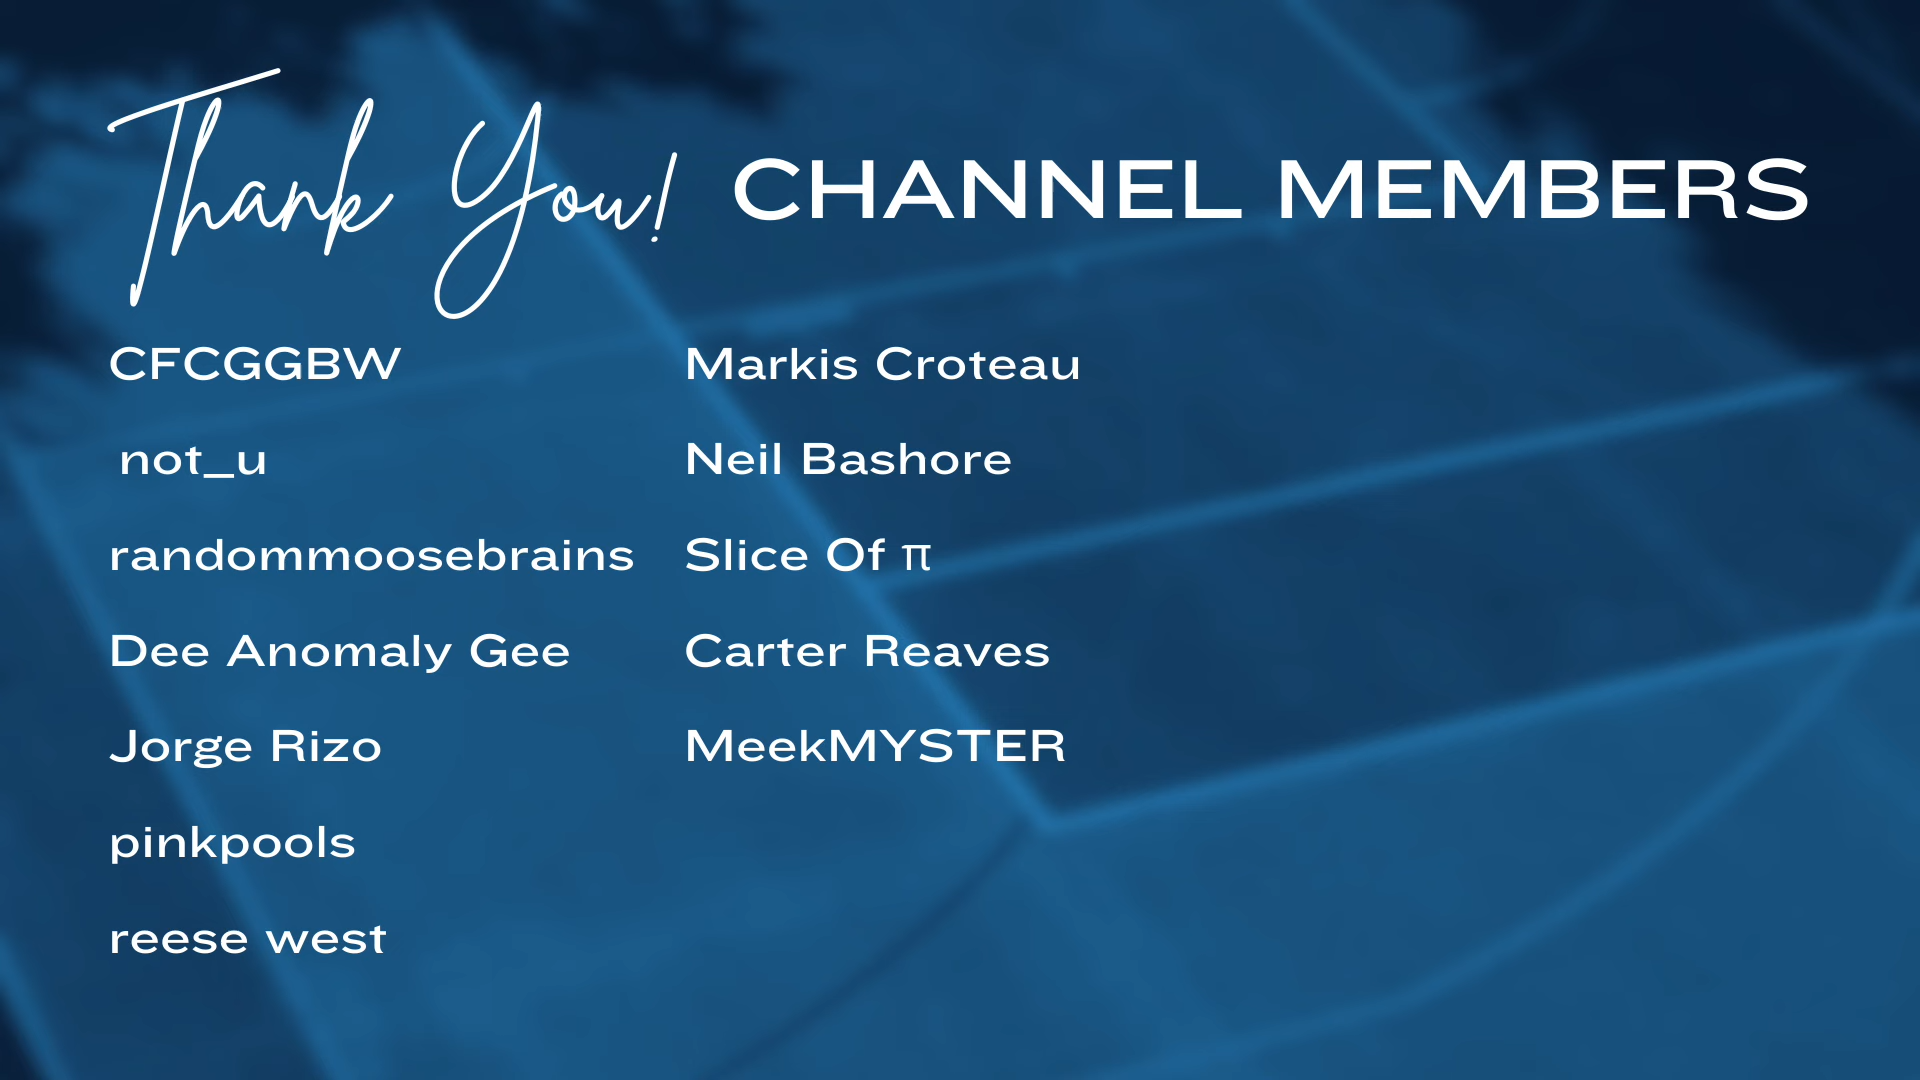 Thank You! CHANNEL MEMBERS
CFCGGBW
not_u
randommoosebrains
Dee Anomaly Gee
Jorge Rizo
pinkpools
reese west
Markis Croteau
Neil Bashore
Slice Of π
Carter Reaves
MeekMYSTER